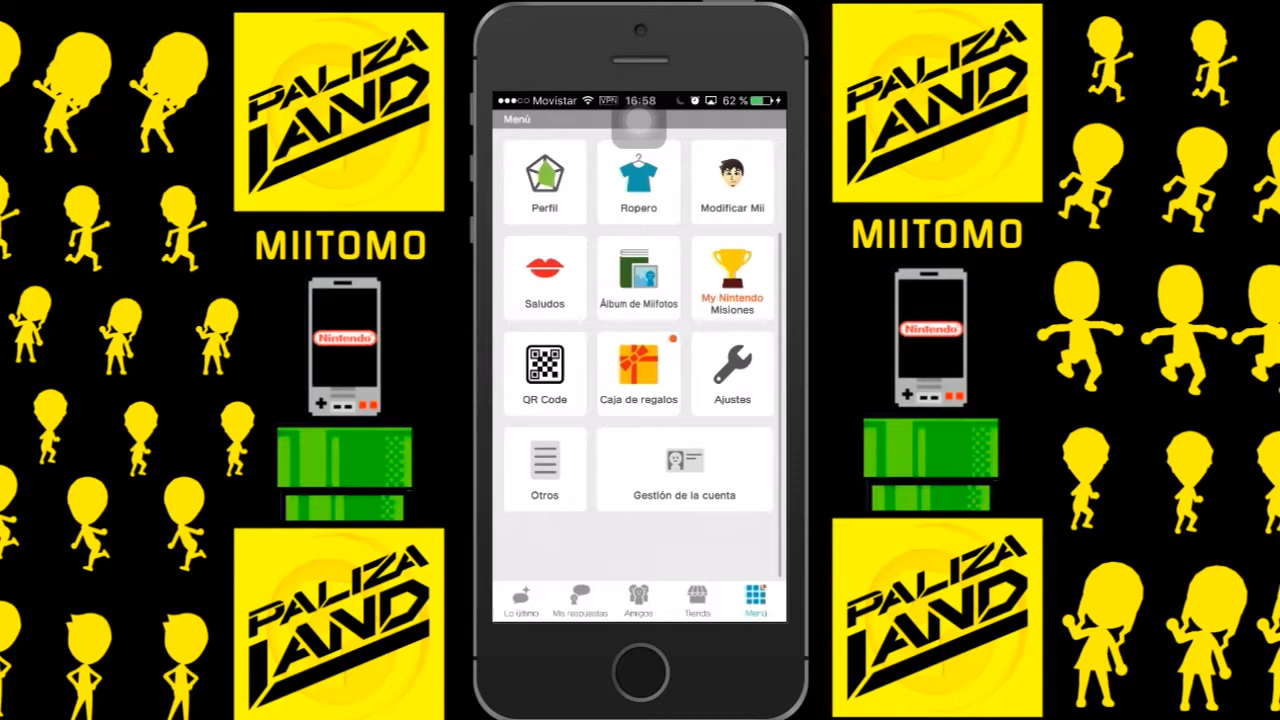 PALIZA
LAND
MIITOMO
Nintendo
PALIZA
LAND
Movistar VPN 16:58 62 %
Menú
Perfil
Ropero
Modificar Mii
Saludos
Álbum de Miifotos
My Nintendo
Misiones
QR Code
Caja de regalos
Ajustes
Otros
Gestión de la cuenta
Lo último
Mis respuestas
Amigos
Tienda
Menú
PALIZA
LAND
MIITOMO
Nintendo
PALIZA
LAND